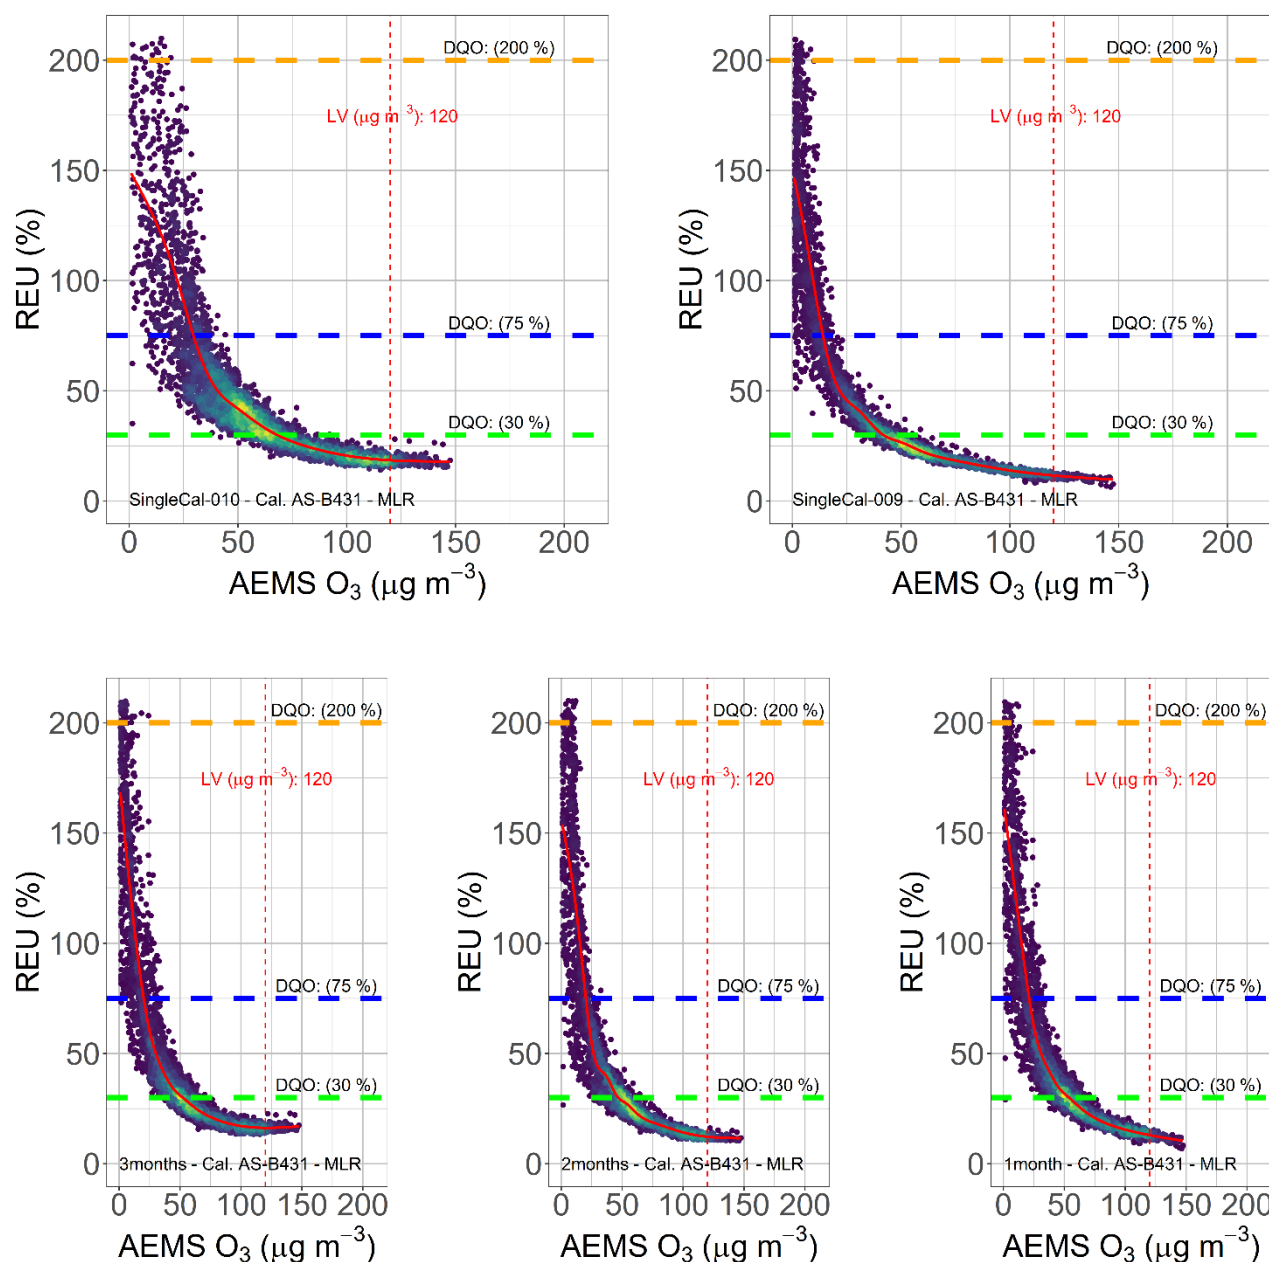 200
150
100
50
0
REU (%)
DQO: (200 %)
LV (μg m⁻³): 120
DQO: (75 %)
DQO: (30 %)
SingleCal-010 - Cal. AS-B431 - MLR
0 50 100 150 200
AEMS O₃ (μg m⁻³)
200
150
100
50
0
REU (%)
DQO: (200 %)
LV (μg m⁻³): 120
DQO: (75 %)
DQO: (30 %)
SingleCal-009 - Cal. AS-B431 - MLR
0 50 100 150 200
AEMS O₃ (μg m⁻³)
200
150
100
50
0
REU (%)
DQO: (200 %)
LV (μg m⁻³): 120
DQO: (75 %)
DQO: (30 %)
3months - Cal. AS-B431 - MLR
0 50 100 150 200
AEMS O₃ (μg m⁻³)
200
150
100
50
0
REU (%)
DQO: (200 %)
LV (μg m⁻³): 120
DQO: (75 %)
DQO: (30 %)
2months - Cal. AS-B431 - MLR
0 50 100 150 200
AEMS O₃ (μg m⁻³)
200
150
100
50
0
REU (%)
DQO: (200 %)
LV (μg m⁻³): 120
DQO: (75 %)
DQO: (30 %)
1month - Cal. AS-B431 - MLR
0 50 100 150 200
AEMS O₃ (μg m⁻³)